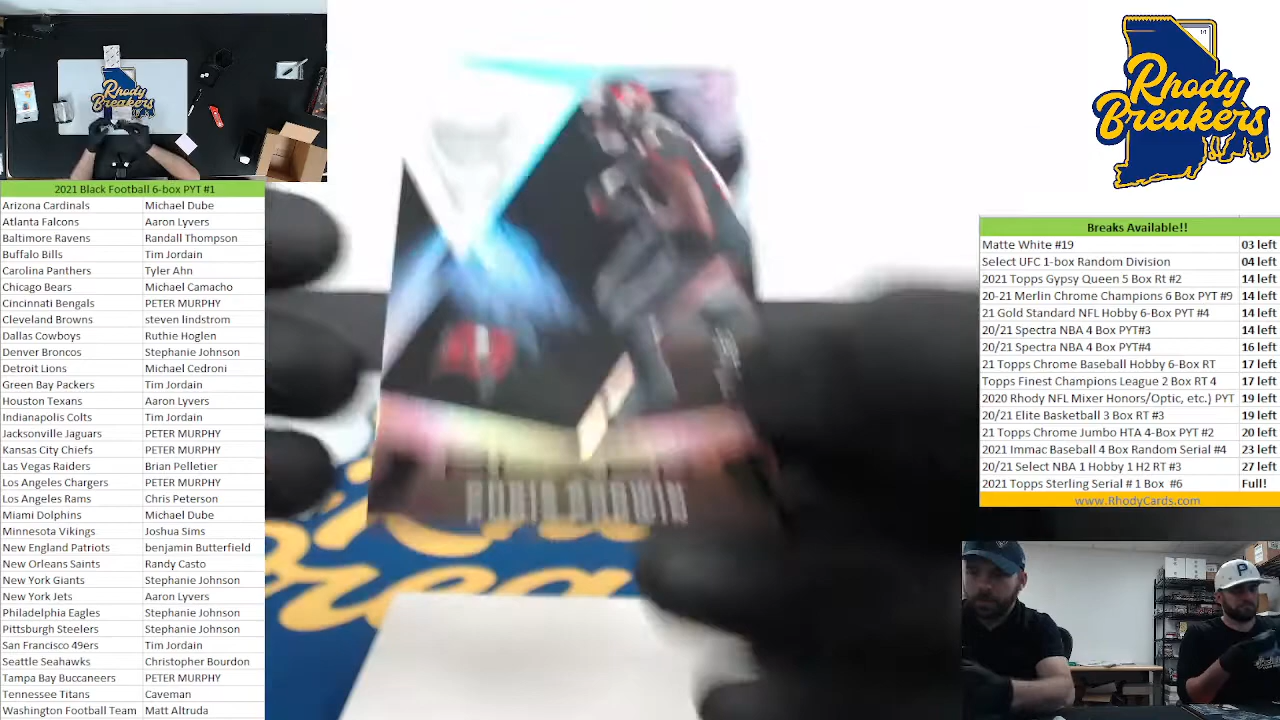 Rhody
Breakers
2021 Black Football 6-box PYT #1
Arizona Cardinals Michael Dube
Atlanta Falcons Aaron Lyvers
Baltimore Ravens Randall Thompson
Buffalo Bills Tim Jordain
Carolina Panthers Tyler Ahn
Chicago Bears Michael Camacho
Cincinnati Bengals PETER MURPHY
Cleveland Browns steven lindstrom
Dallas Cowboys Ruthie Hoglen
Denver Broncos Stephanie Johnson
Detroit Lions Michael Cedroni
Green Bay Packers Tim Jordain
Houston Texans Aaron Lyvers
Indianapolis Colts Tim Jordain
Jacksonville Jaguars PETER MURPHY
Kansas City Chiefs PETER MURPHY
Las Vegas Raiders Brian Pelletier
Los Angeles Chargers PETER MURPHY
Los Angeles Rams Chris Peterson
Miami Dolphins Michael Dube
Minnesota Vikings Joshua Sims
New England Patriots benjamin Butterfield
New Orleans Saints Randy Casto
New York Giants Stephanie Johnson
New York Jets Aaron Lyvers
Philadelphia Eagles Stephanie Johnson
Pittsburgh Steelers Stephanie Johnson
San Francisco 49ers Tim Jordain
Seattle Seahawks Christopher Bourdon
Tampa Bay Buccaneers PETER MURPHY
Tennessee Titans Caveman
Washington Football Team Matt Altruda
Rhody
Breakers
Breaks Available!!
Matte White #19 03 left
Select UFC 1-box Random Division 04 left
2021 Topps Gypsy Queen 5 Box Rt #2 14 left
20-21 Merlin Chrome Champions 6 Box PYT #9 14 left
21 Gold Standard NFL Hobby 6-Box PYT #4 14 left
20/21 Spectra NBA 4 Box PYT#3 14 left
20/21 Spectra NBA 4 Box PYT#4 16 left
21 Topps Chrome Baseball Hobby 6-Box RT 17 left
Topps Finest Champions League 2 Box RT 4 17 left
2020 Rhody NFL Mixer Honors/Optic, etc.) PYT 19 left
20/21 Elite Basketball 3 Box RT #3 19 left
21 Topps Chrome Jumbo HTA 4-Box PYT #2 20 left
2021 Immac Baseball 4 Box Random Serial #4 23 left
20/21 Select NBA 1 Hobby 1 H2 RT #3 27 left
2021 Topps Sterling Serial # 1 Box #6 Full!
www.RhodyCards.com
P